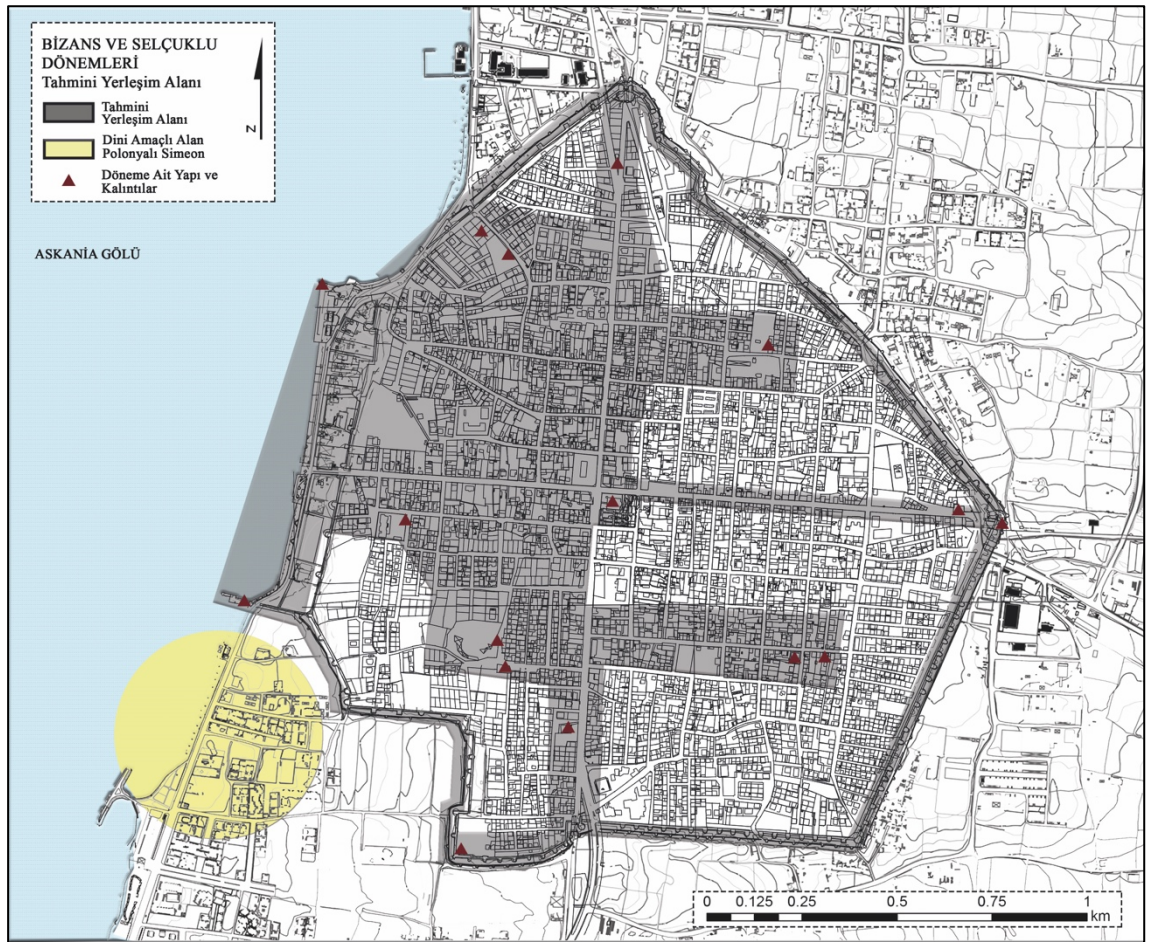 BİZANS VE SELÇUKLU
DÖNEMLERİ
Tahmini Yerleşim Alanı
Tahmini
Yerleşim Alanı
Dini Amaçlı Alan
Polonyalı Simeon
Döneme Ait Yapı ve
Kalıntılar
N
ASKANİA GÖLÜ
0 0.125 0.25 0.5 0.75 1
km